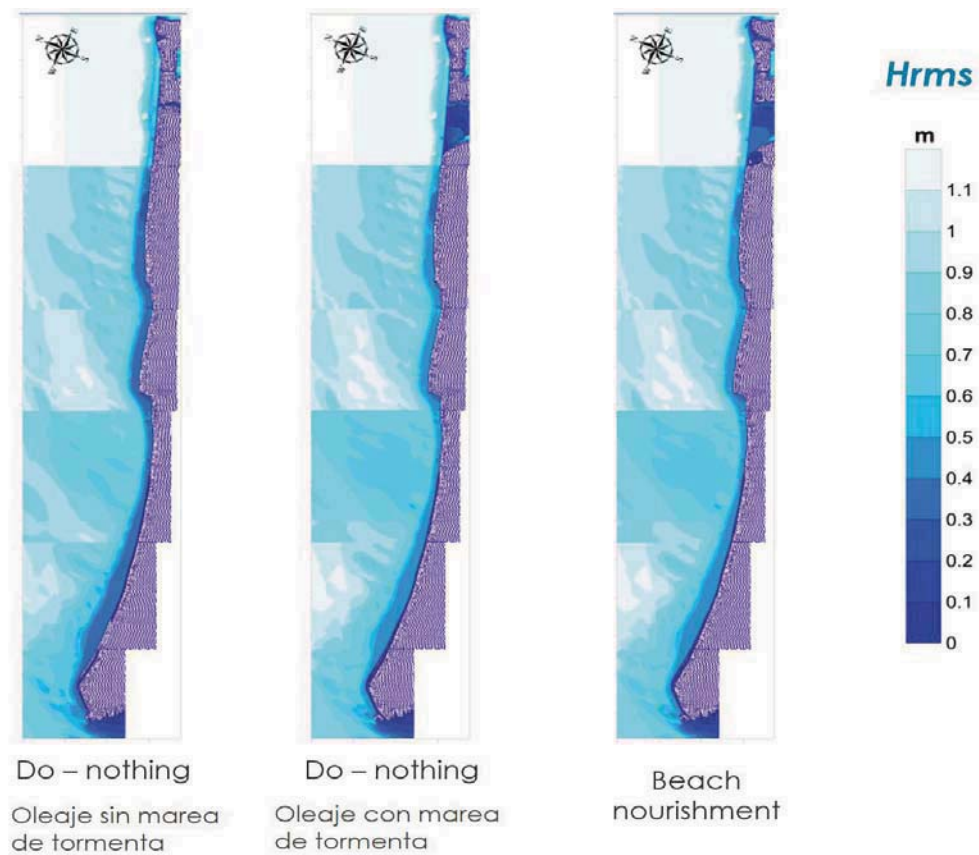 N
E
S
W
N
E
S
W
N
E
S
W
Hrms
m
1.1
1
0.9
0.8
0.7
0.6
0.5
0.4
0.3
0.2
0.1
0
Do – nothing
Oleaje sin marea
de tormenta
Do – nothing
Oleaje con marea
de tormenta
Beach
nourishment